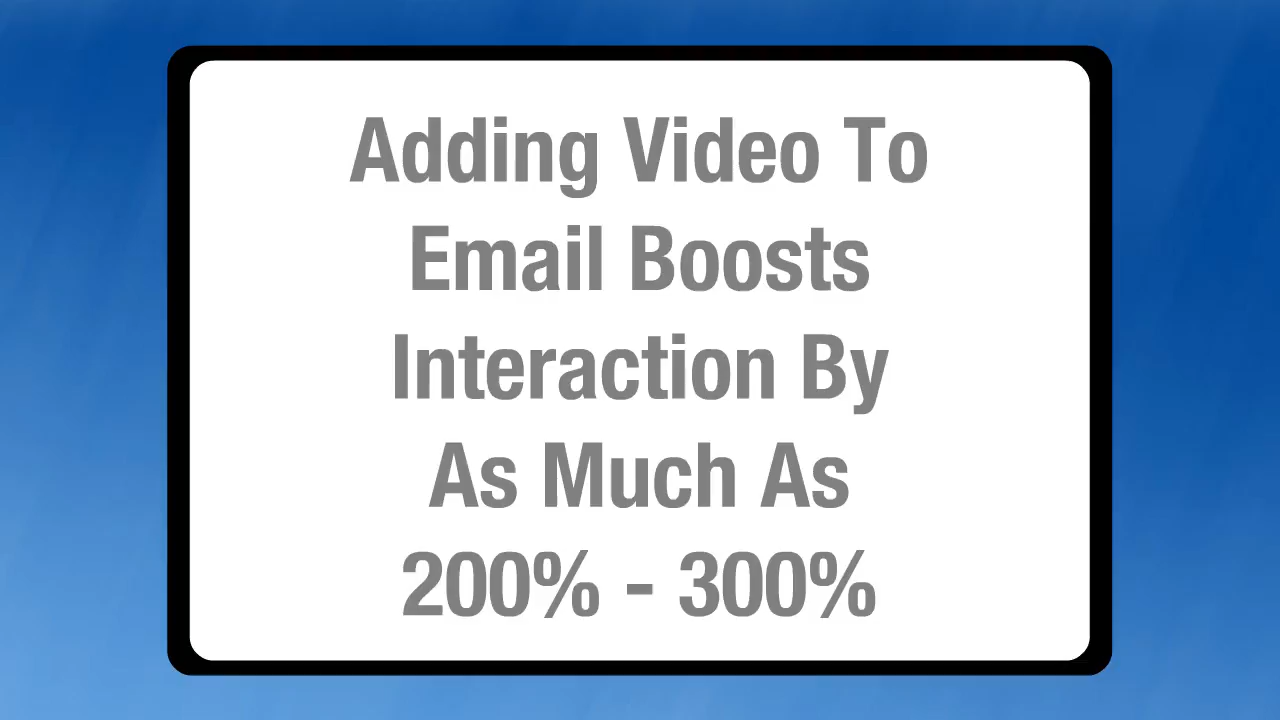 Adding Video To
Email Boosts
Interaction By
As Much As
200% - 300%